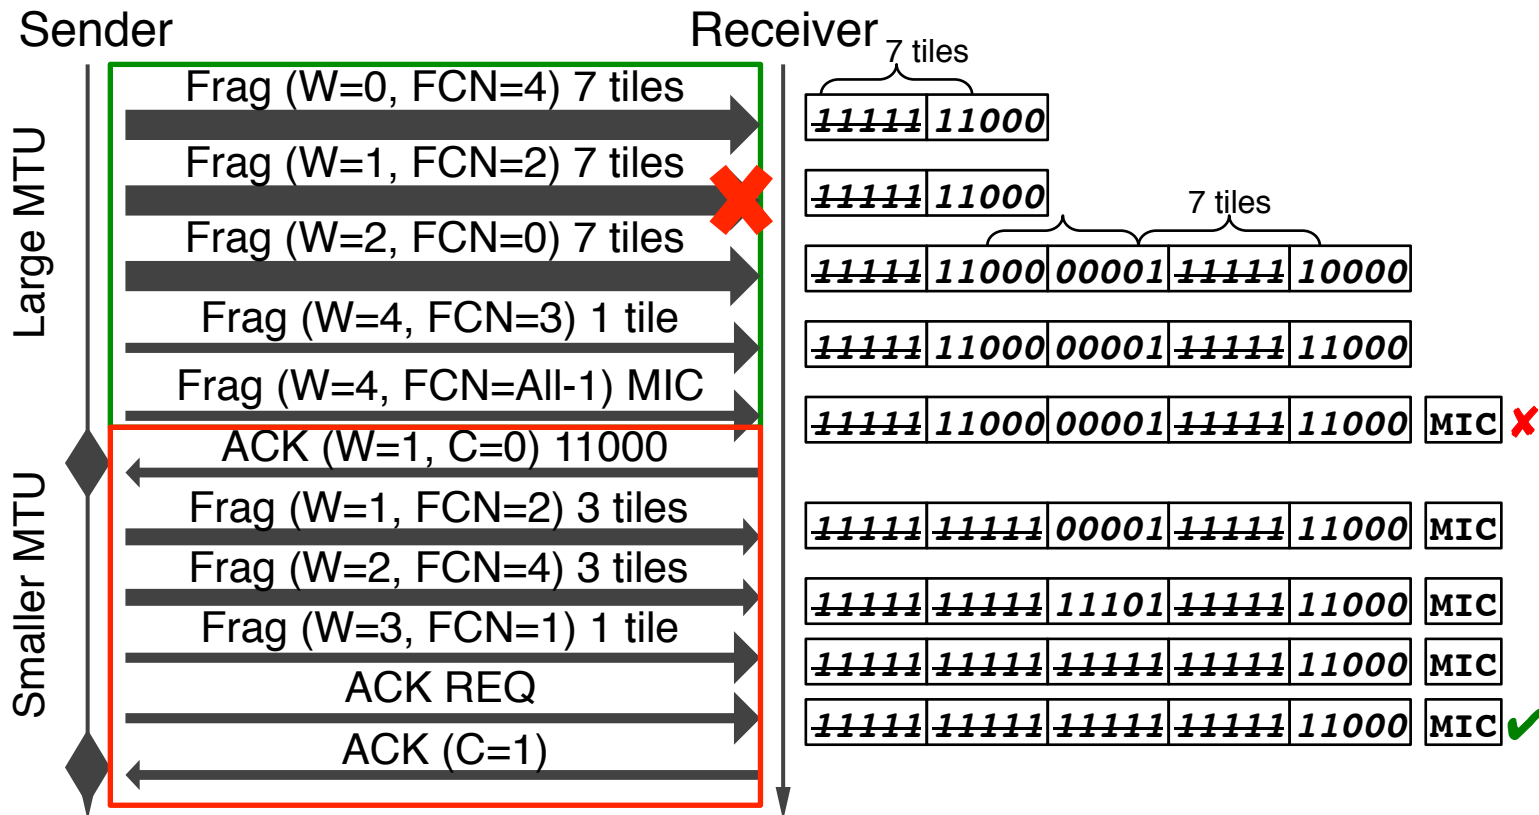 Sender
Receiver
7 tiles
Large MTU
Frag (W=0, FCN=4) 7 tiles
11111 11000
Frag (W=1, FCN=2) 7 tiles
11111 11000
7 tiles
Frag (W=2, FCN=0) 7 tiles
11111 11000 00001 11111 10000
Frag (W=4, FCN=3) 1 tile
11111 11000 00001 11111 11000
Frag (W=4, FCN=All-1) MIC
11111 11000 00001 11111 11000 MIC
Smaller MTU
ACK (W=1, C=0) 11000
Frag (W=1, FCN=2) 3 tiles
11111 11111 00001 11111 11000 MIC
Frag (W=2, FCN=4) 3 tiles
11111 11111 11101 11111 11000 MIC
Frag (W=3, FCN=1) 1 tile
11111 11111 11111 11111 11000 MIC
ACK REQ
11111 11111 11111 11111 11000 MIC
ACK (C=1)